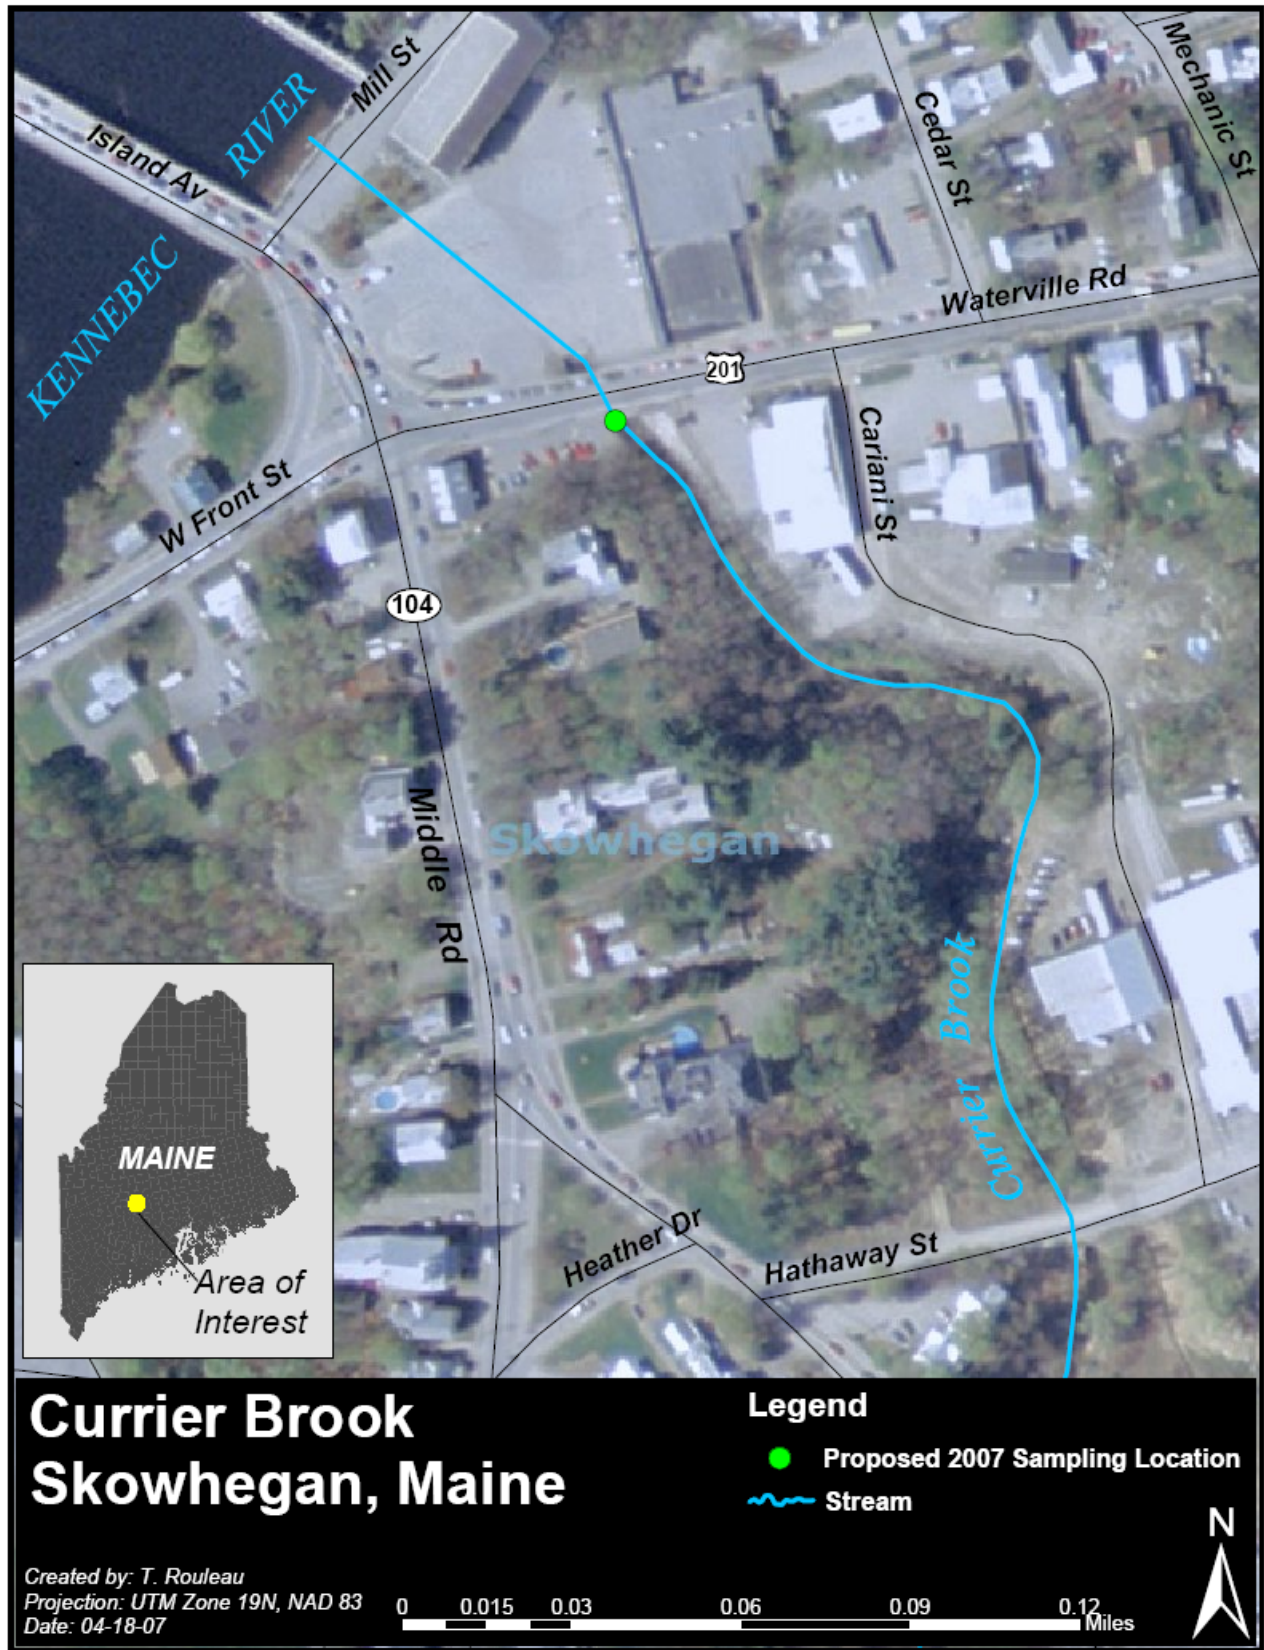 Mill St
Mechanic St
RIVER
Island Av
Cedar St
KENNEBEC
Waterville Rd
201
Cariani St
W Front St
104
Middle Rd
Skowhegan
Currier Brook
MAINE
Area of
Interest
Heather Dr
Hathaway St
Currier Brook
Skowhegan, Maine
Legend
Proposed 2007 Sampling Location
Stream
N
Created by: T. Rouleau
Projection: UTM Zone 19N, NAD 83
Date: 04-18-07
0 0.015 0.03 0.06 0.09 0.12
Miles